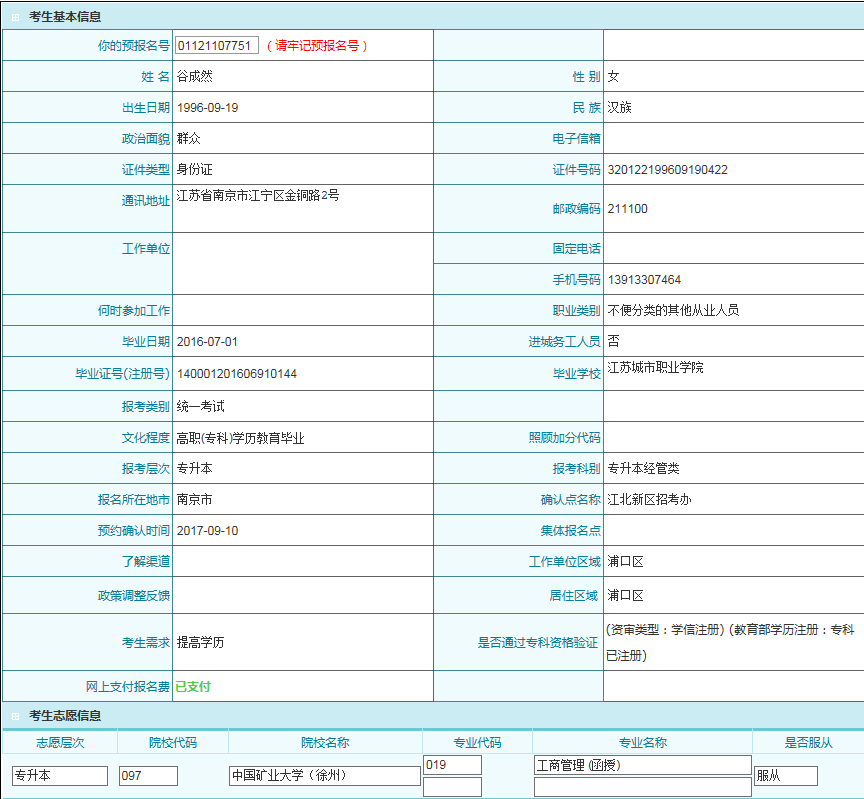 考生基本信息
你的预报名号 01121107751 （请牢记预报名号）
姓 名 谷成然 性 别 女
出生日期 1996-09-19 民 族 汉族
政治面貌 群众 电子信箱
证件类型 身份证 证件号码 320122199609190422
通讯地址 江苏省南京市江宁区金铜路2号 邮政编码 211100
工作单位 固定电话
手机号码 13913307464
何时参加工作 职业类别 不便分类的其他从业人员
毕业日期 2016-07-01 进城务工人员 否
毕业证号(注册号) 140001201606910144 毕业学校 江苏城市职业学院
报考类别 统一考试
文化程度 高职(专科)学历教育毕业 照顾加分代码
报考层次 专升本 报考科别 专升本经管类
报名所在地市 南京市 确认点名称 江北新区招考办
预约确认时间 2017-09-10 集体报名点
了解渠道 工作单位区域 浦口区
政策调整反馈 居住区域 浦口区
考生需求 提高学历 是否通过专科资格验证 (资审类型：学信注册) (教育部学历注册：专科
已注册)
网上支付报名费 已支付
考生志愿信息
志愿层次 院校代码 院校名称 专业代码 专业名称 是否服从
专升本 097 中国矿业大学（徐州） 019 工商管理 (函授) 服从